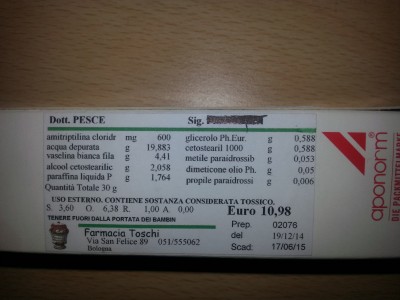 Dott. PESCE Sig.
amitriptilina cloridr mg 600 glicerolo Ph.Eur. g 0,588
acqua depurata g 19,883 cetostearil 1000 g 0,588
vaselina bianca fila g 4,41 metile paraidrossib g 0,053
alcool cetostearilic g 2,058 dimeticone olio Ph. g 0,05
paraffina liquida P g 1,764 propile paraidrossi g 0,006
Quantità Totale 30 g
USO ESTERNO. CONTIENE SOSTANZA CONSIDERATA TOSSICO.
S. 3,60 O. 6,38 R. 1,00 A. 0,00 Euro 10,98
TENERE FUORI DALLA PORTATA DEI BAMBIN
Prep. 02076
Farmacia Toschi del 19/12/14
Via San Felice 89 051/555062 Scad: 17/06/15
Bologna
aponorm
DIE PACKMITTELMARKE